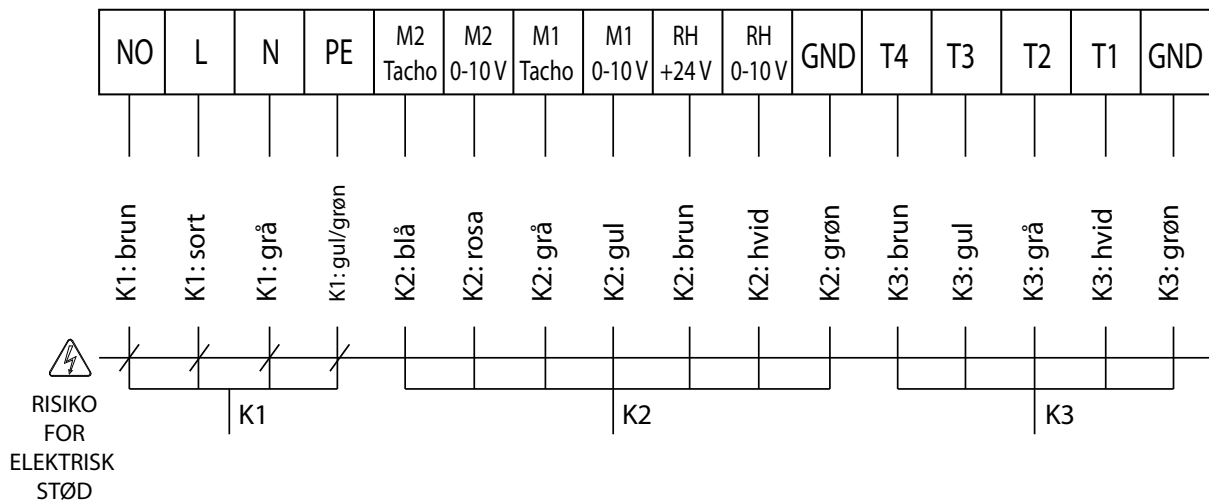 NO
L
N
PE
M2
Tacho
M2
0-10 V
M1
Tacho
M1
0-10 V
RH
+24 V
RH
0-10 V
GND
T4
T3
T2
T1
GND
K1: brun
K1: sort
K1: grå
K1: gul/grøn
K2: blå
K2: rosa
K2: grå
K2: gul
K2: brun
K2: hvid
K2: grøn
K3: brun
K3: gul
K3: grå
K3: hvid
K3: grøn
K1
K2
K3
RISIKO
FOR
ELEKTRISK
STØD